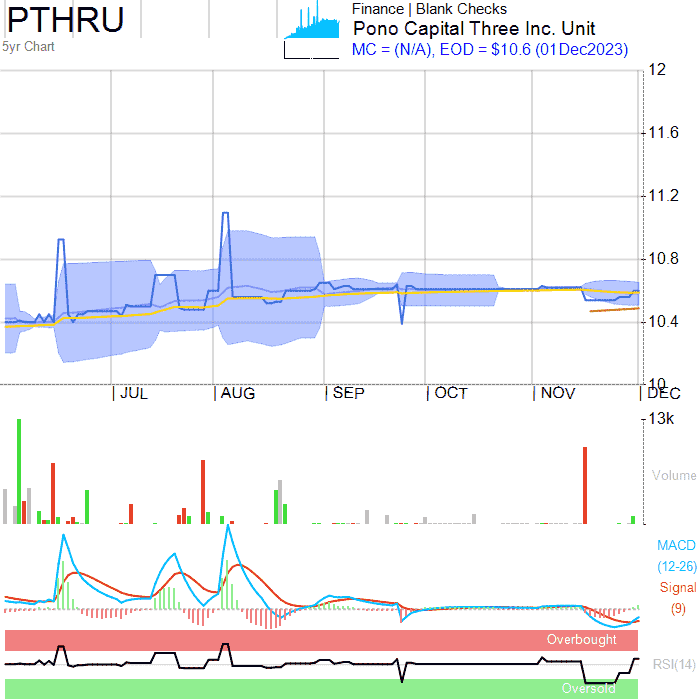 PTHRU
5yr Chart
Finance | Blank Checks
Pono Capital Three Inc. Unit
MC = (N/A), EOD = $10.6 (01Dec2023)
12
11.6
11.2
10.8
10.4
10
JUL
AUG
SEP
OCT
NOV
DEC
13k
Volume
MACD
(12-26)
Signal
(9)
Overbought
RSI(14)
Oversold